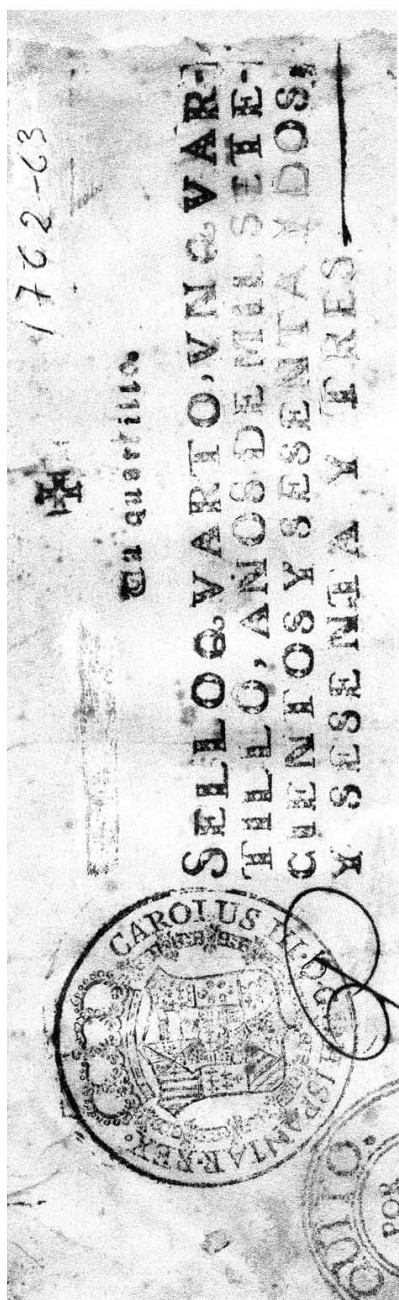 1762-63
Un quartillo.
SELLO QVARTO, VN QVAR-
TILLO, AÑOS DE MIL SETE-
CIENTOS Y SESENTA Y DOS,
Y SESENTA Y TRES
CAROLUS III·D·G·HISPANIAR·REX·
QUITO.
POR